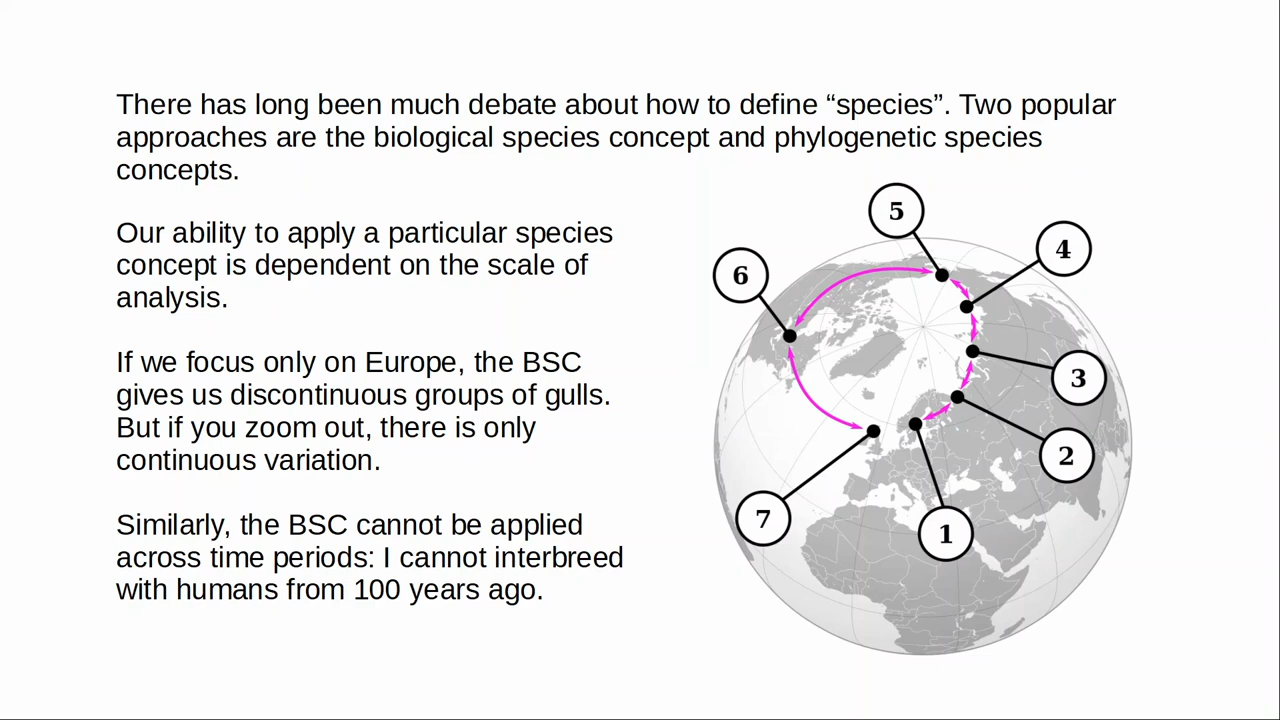 There has long been much debate about how to define “species”. Two popular
approaches are the biological species concept and phylogenetic species
concepts.
Our ability to apply a particular species
concept is dependent on the scale of
analysis.
If we focus only on Europe, the BSC
gives us discontinuous groups of gulls.
But if you zoom out, there is only
continuous variation.
Similarly, the BSC cannot be applied
across time periods: I cannot interbreed
with humans from 100 years ago.
5
4
6
3
2
7
1